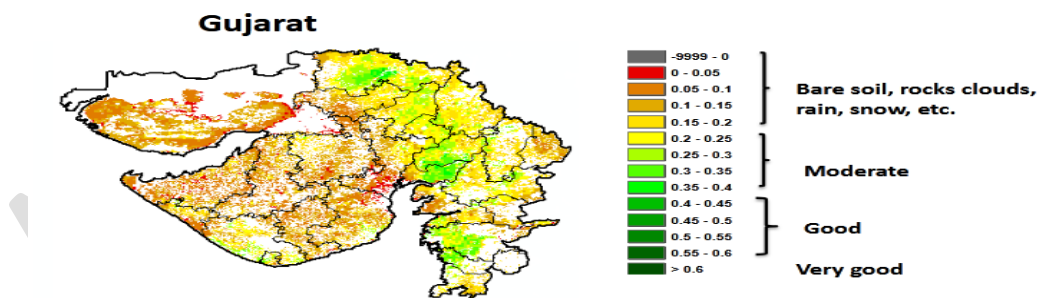 Gujarat
-9999 - 0
0 - 0.05
0.05 - 0.1
0.1 - 0.15
0.15 - 0.2
0.2 - 0.25
0.25 - 0.3
0.3 - 0.35
0.35 - 0.4
0.4 - 0.45
0.45 - 0.5
0.5 - 0.55
0.55 - 0.6
> 0.6
Bare soil, rocks clouds,
rain, snow, etc.
Moderate
Good
Very good